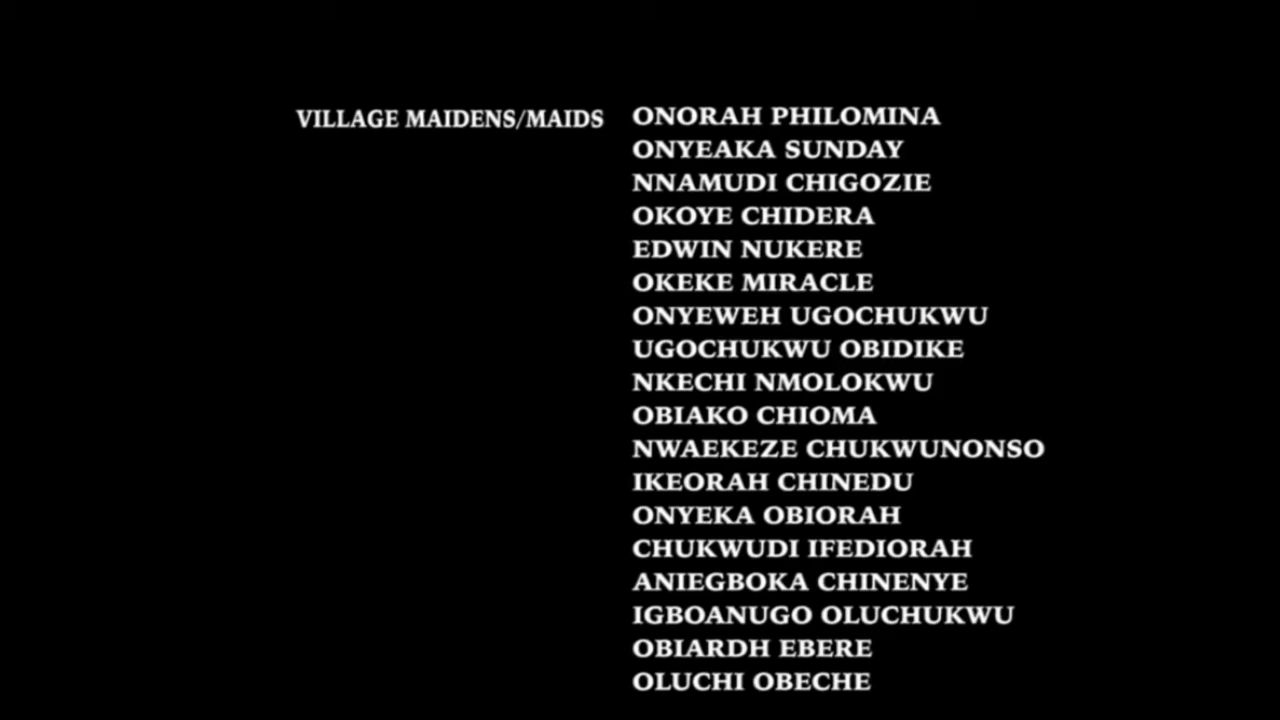 VILLAGE MAIDENS/MAIDS ONORAH PHILOMINA
ONYEAKA SUNDAY
NNAMUDI CHIGOZIE
OKOYE CHIDERA
EDWIN NUKERE
OKEKE MIRACLE
ONYEWEH UGOCHUKWU
UGOCHUKWU OBIDIKE
NKECHI NMOLOKWU
OBIAKO CHIOMA
NWAEKEZE CHUKWUNONSO
IKEORAH CHINEDU
ONYEKA OBIORAH
CHUKWUDI IFEDIORAH
ANIEGBOKA CHINENYE
IGBOANUGO OLUCHUKWU
OBIARDH EBERE
OLUCHI OBECHE